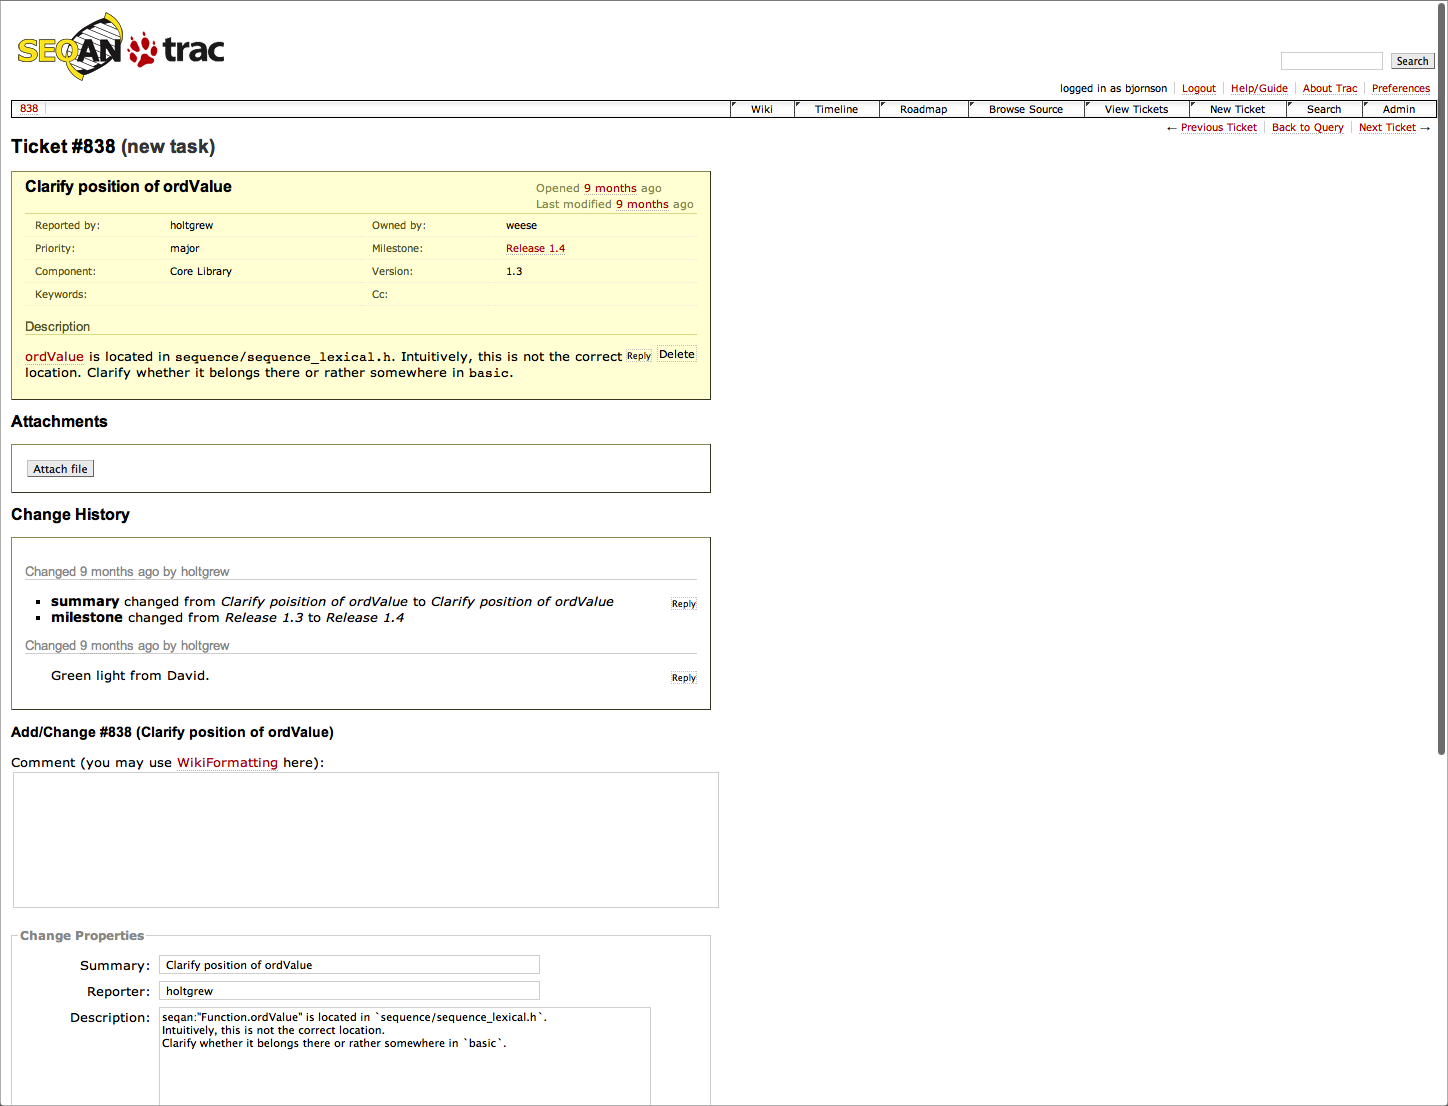 SEQAN trac
Search
logged in as bjornson Logout Help/Guide About Trac Preferences
838 Wiki Timeline Roadmap Browse Source View Tickets New Ticket Search Admin
← Previous Ticket Back to Query Next Ticket →
Ticket #838 (new task)
Clarify position of ordValue
Opened 9 months ago
Last modified 9 months ago
Reported by: holtgrew Owned by: weese
Priority: major Milestone: Release 1.4
Component: Core Library Version: 1.3
Keywords: Cc:
Description
ordValue is located in sequence/sequence_lexical.h. Intuitively, this is not the correct Reply Delete
location. Clarify whether it belongs there or rather somewhere in basic.
Attachments
Attach file
Change History
Changed 9 months ago by holtgrew
▪ summary changed from Clarify poisition of ordValue to Clarify position of ordValue Reply
▪ milestone changed from Release 1.3 to Release 1.4
Changed 9 months ago by holtgrew
Green light from David. Reply
Add/Change #838 (Clarify position of ordValue)
Comment (you may use WikiFormatting here):
Change Properties
Summary: Clarify position of ordValue
Reporter: holtgrew
Description: seqan:"Function.ordValue" is located in `sequence/sequence_lexical.h`.
Intuitively, this is not the correct location.
Clarify whether it belongs there or rather somewhere in `basic`.